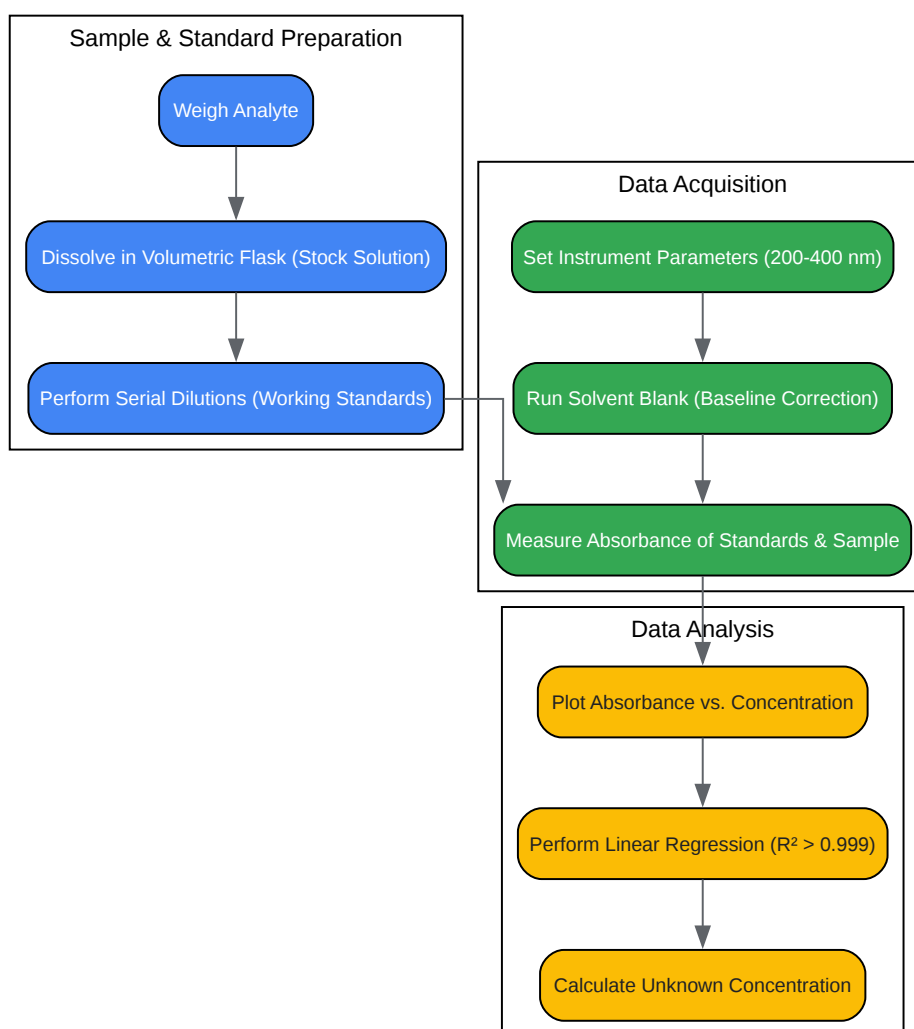 Sample & Standard Preparation
Weigh Analyte
Dissolve in Volumetric Flask (Stock Solution)
Perform Serial Dilutions (Working Standards)
Data Acquisition
Set Instrument Parameters (200-400 nm)
Run Solvent Blank (Baseline Correction)
Measure Absorbance of Standards & Sample
Data Analysis
Plot Absorbance vs. Concentration
Perform Linear Regression (R² > 0.999)
Calculate Unknown Concentration